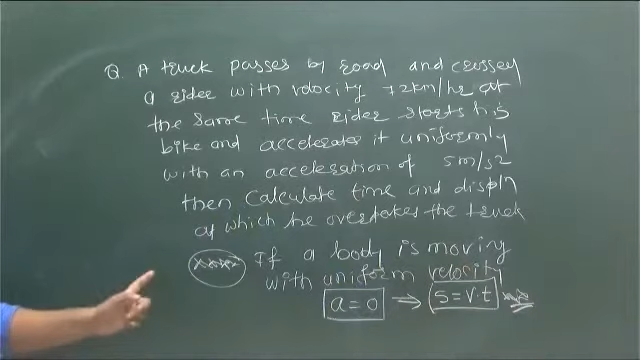 Q. A truck passes by road and crosses
a rider with velocity 72km/hr at
the same time rider starts his
bike and accelerates it uniformly
with an acceleration of 5m/s2
then calculate time and displn
at which he overtakes the truck
If a body is moving
with uniform velocity
a = 0 ⇒ s = v.t